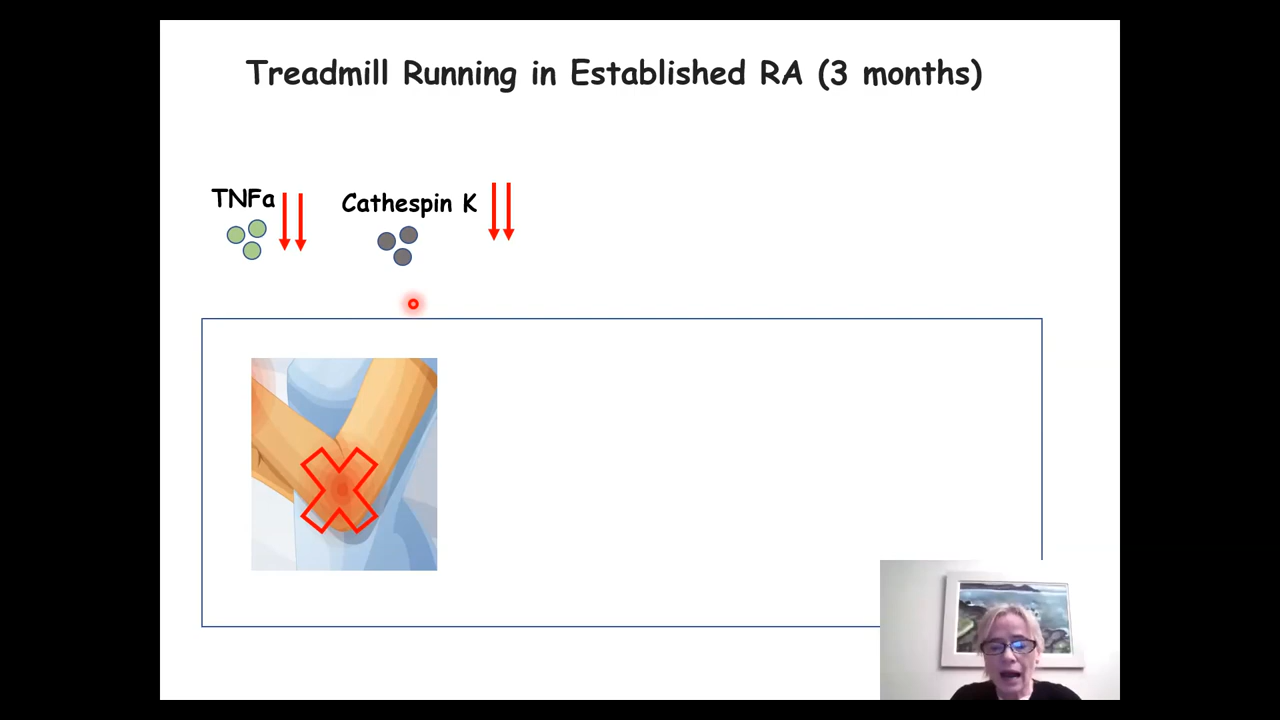 Treadmill Running in Established RA (3 months)
TNFa
Cathespin K